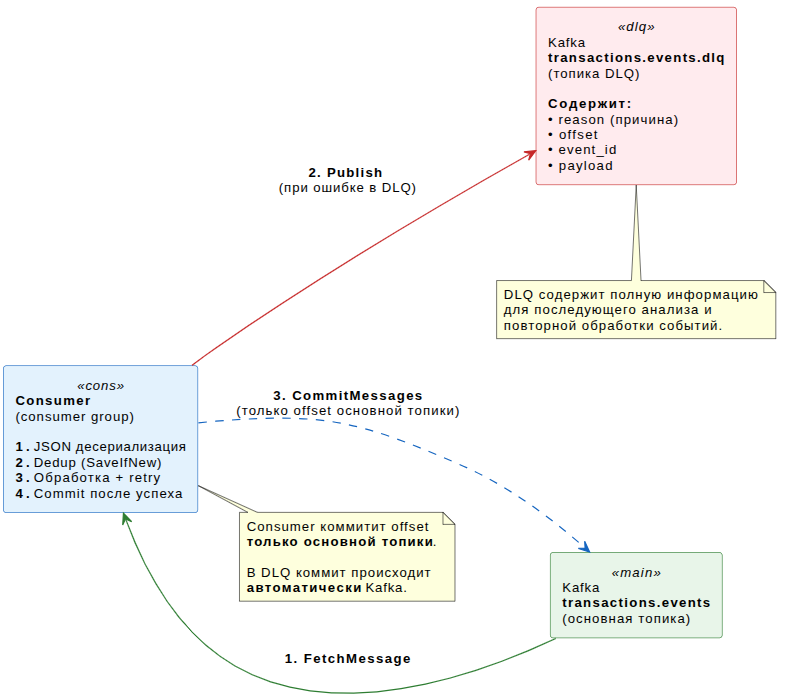 «dlq»
Kafka
transactions.events.dlq
(топика DLQ)
Содержит:
• reason (причина)
• offset
• event_id
• payload
2. Publish
(при ошибке в DLQ)
DLQ содержит полную информацию
для последующего анализа и
повторной обработки событий.
«cons»
Consumer
(consumer group)
1. JSON десериализация
2. Dedup (SaveIfNew)
3. Обработка + retry
4. Commit после успеха
3. CommitMessages
(только offset основной топики)
Consumer коммитит offset
только основной топики.
В DLQ коммит происходит
автоматически Kafka.
«main»
Kafka
transactions.events
(основная топика)
1. FetchMessage